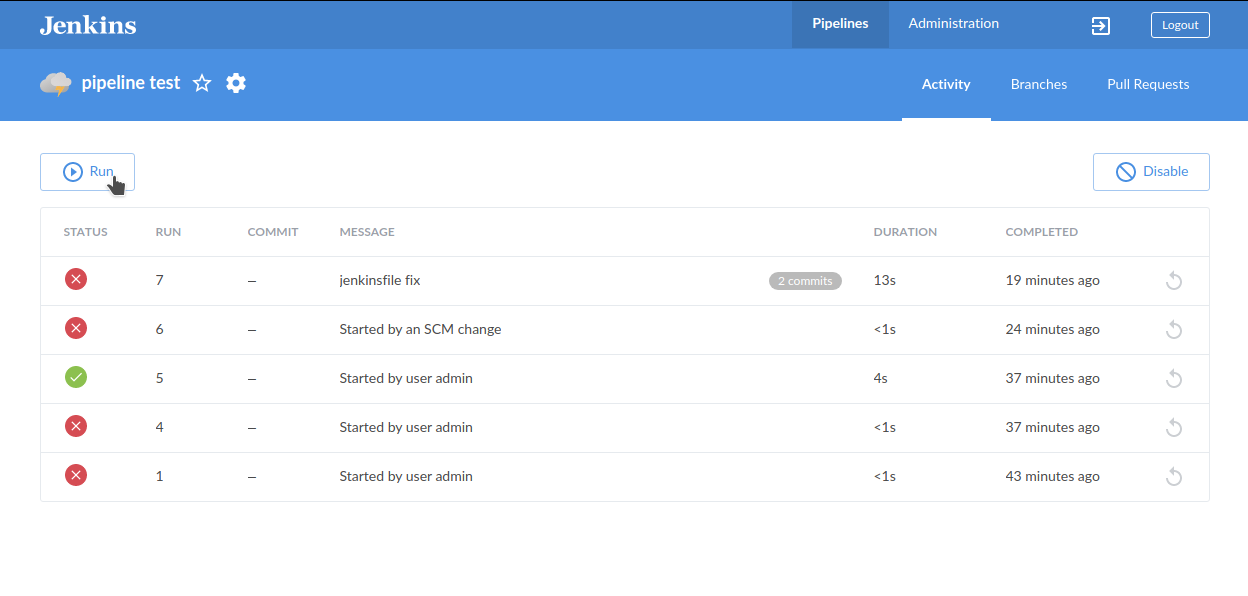 Jenkins Pipelines Administration Logout
pipeline test Activity Branches Pull Requests
Run Disable
STATUS RUN COMMIT MESSAGE DURATION COMPLETED
7 – jenkinsfile fix 2 commits 13s 19 minutes ago
6 – Started by an SCM change <1s 24 minutes ago
5 – Started by user admin 4s 37 minutes ago
4 – Started by user admin <1s 37 minutes ago
1 – Started by user admin <1s 43 minutes ago